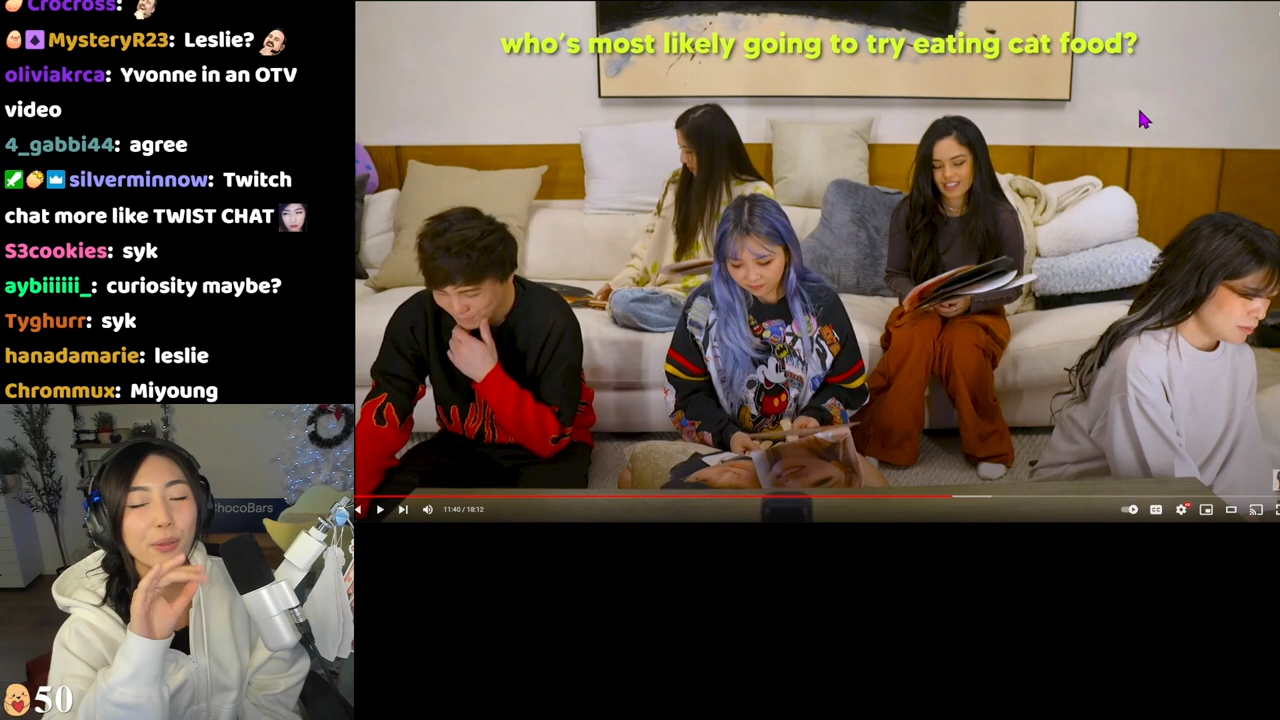 Crocross:
MysteryR23: Leslie?
oliviakrca: Yvonne in an OTV
video
4_gabbi44: agree
silverminnow: Twitch
chat more like TWIST CHAT
S3cookies: syk
aybiiiiii_: curiosity maybe?
Tyghurr: syk
hanadamarie: leslie
Chrommux: Miyoung
who's most likely going to try eating cat food?
11:40 / 18:12
hocoBars
50